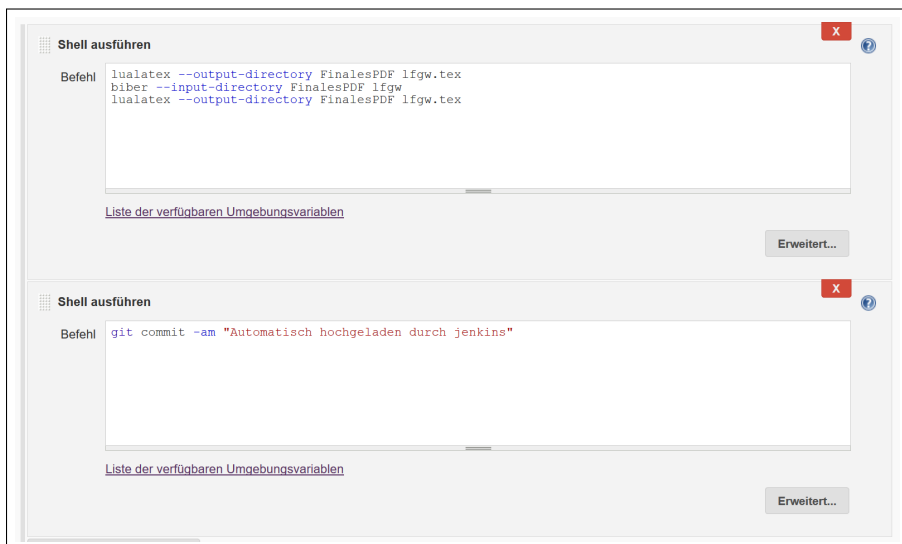 X
Shell ausführen
Befehl
lualatex --output-directory FinalesPDF lfgw.tex
biber --input-directory FinalesPDF lfgw
lualatex --output-directory FinalesPDF lfgw.tex
Liste der verfügbaren Umgebungsvariablen
Erweitert...
X
Shell ausführen
Befehl
git commit -am "Automatisch hochgeladen durch jenkins"
Liste der verfügbaren Umgebungsvariablen
Erweitert...